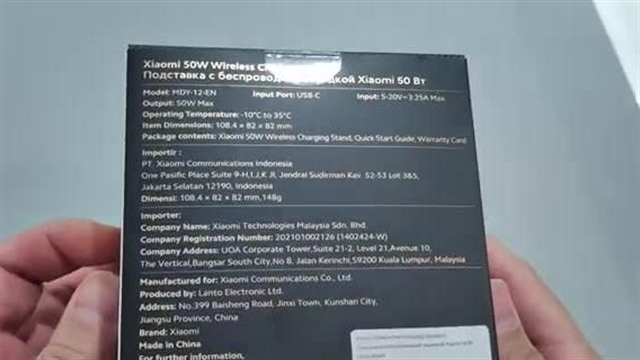 Xiaomi 50W Wireless
Подставка с беспровод дкой Xiaomi 50 Вт
Model: MDY-12-EN Input Port: USB-C Input: 5-20V⎓3.25A Max
Output: 50W Max
Operating Temperature: -10°C to 35°C
Item Dimensions: 108.4 × 82 × 82 mm
Package contents: Xiaomi 50W Wireless Charging Stand, Quick Start Guide, Warranty Card
Importir :
PT. Xiaomi Communications Indonesia
One Pasific Place Suite 9-H,I,J,K Jl. Jendral Sudirman Kav. 52-53 Lot 3&5,
Jakarta Selatan 12190, Indonesia
Dimensi: 108.4 × 82 × 82 mm,148g
Importer:
Company Name: Xiaomi Technologies Malaysia Sdn. Bhd.
Company Registration Number: 202101002126 (1402424-W)
Company Address: UOA Corporate Tower,Suite 21-2, Level 21,Avenue 10,
The Vertical,Bangsar South City,No 8. Jalan Kerinchi,59200 Kuala Lumpur, Malaysia
Manufactured for: Xiaomi Communications Co., Ltd.
Produced by: Lanto Electronic Ltd.
Address: No.399 Baisheng Road, Jinxi Town, Kunshan City,
Jiangsu Province, China
Brand: Xiaomi
Made in China
For further information,